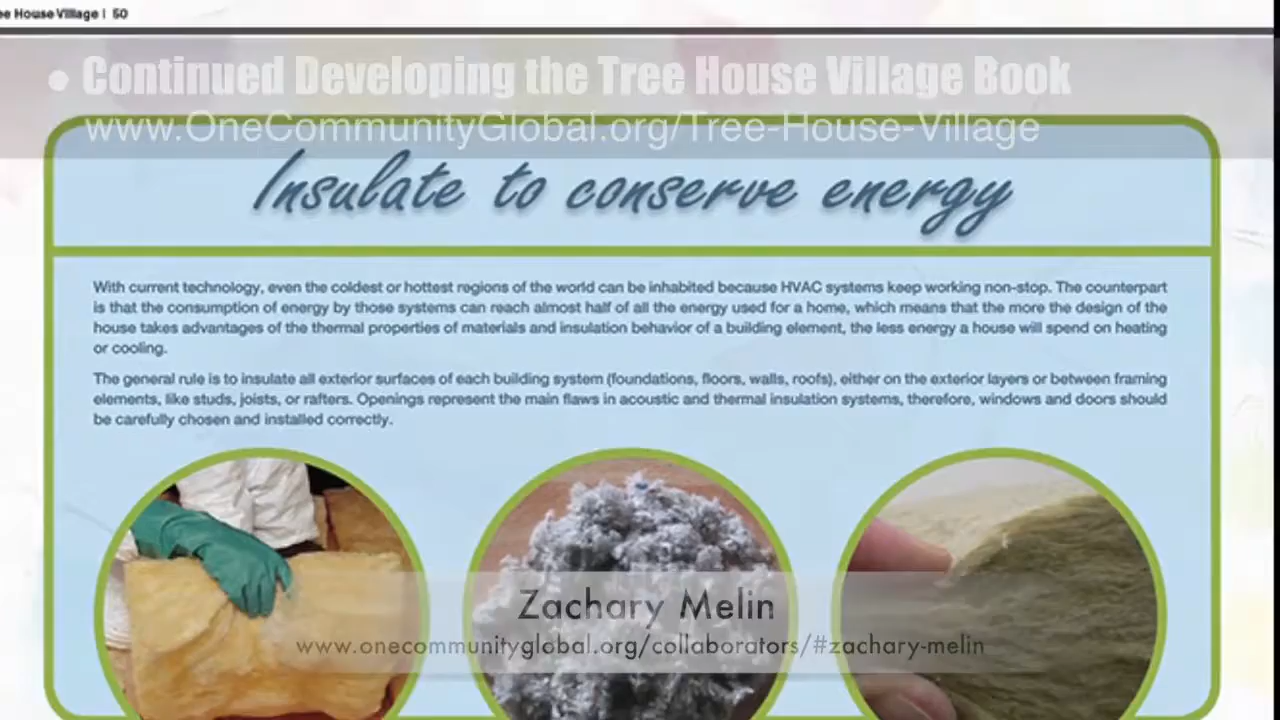 ee House Village | 50
• Continued Developing the Tree House Village Book
www.OneCommunityGlobal.org/Tree-House-Village
Insulate to conserve energy
With current technology, even the coldest or hottest regions of the world can be inhabited because HVAC systems keep working non-stop. The counterpart
is that the consumption of energy by those systems can reach almost half of all the energy used for a home, which means that the more the design of the
house takes advantages of the thermal properties of materials and insulation behavior of a building element, the less energy a house will spend on heating
or cooling.
The general rule is to insulate all exterior surfaces of each building system (foundations, floors, walls, roofs), either on the exterior layers or between framing
elements, like studs, joists, or rafters. Openings represent the main flaws in acoustic and thermal insulation systems, therefore, windows and doors should
be carefully chosen and installed correctly.
Zachary Melin
www.onecommunityglobal.org/collaborators/#zachary-melin